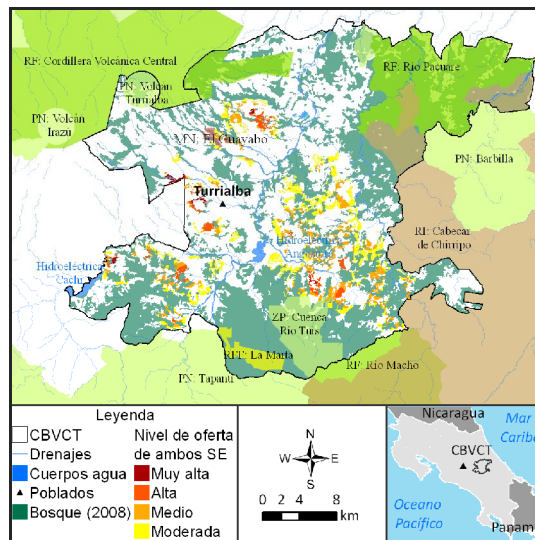 RF: Cordillera Volcánica Central
RF: Río Pacuare
PN: Volcán
Turrialba
PN: Volcán
Irazú
MN: El Guayabo
PN: Barbilla
Turrialba
RI: Cabecar
de Chirripo
Hidroeléctrica
Angostura
Hidroeléctrica
Cachí
ZP: Cuenca
Río Tuis
RFT: La Marta
RF: Río Macho
PN: Tapantí
Leyenda
CBVCT
Drenajes
Cuerpos agua
Poblados
Bosque (2008)
Nivel de oferta
de ambos SE
Muy alta
Alta
Medio
Moderada
N
W E
S
0 2 4 8
km
Nicaragua
Mar
Caribe
CBVCT
Oceano
Pacífico
Panam